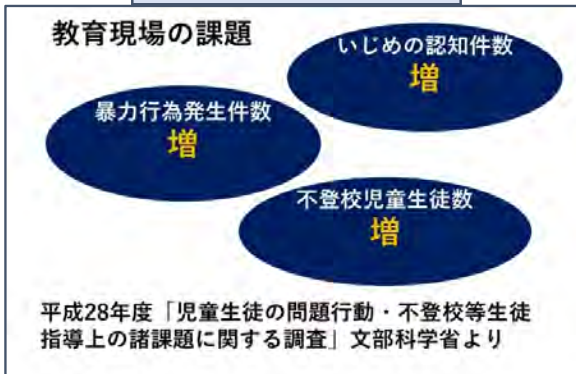 教育現場の課題
いじめの認知件数
増
暴力行為発生件数
増
不登校児童生徒数
増
平成28年度「児童生徒の問題行動・不登校等生徒
指導上の諸課題に関する調査」文部科学省より